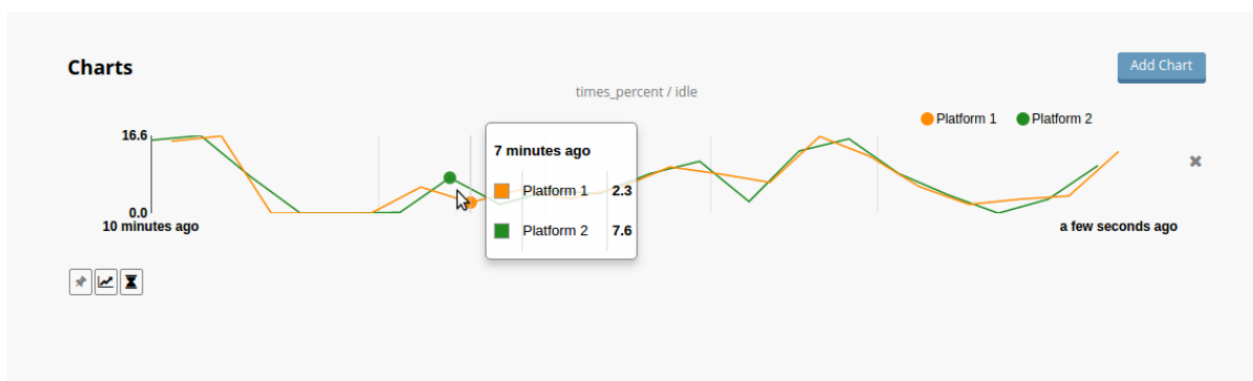 Charts
Add Chart
times_percent / idle
Platform 1 Platform 2
16.6
7 minutes ago
Platform 1 2.3
Platform 2 7.6
0.0
10 minutes ago
a few seconds ago